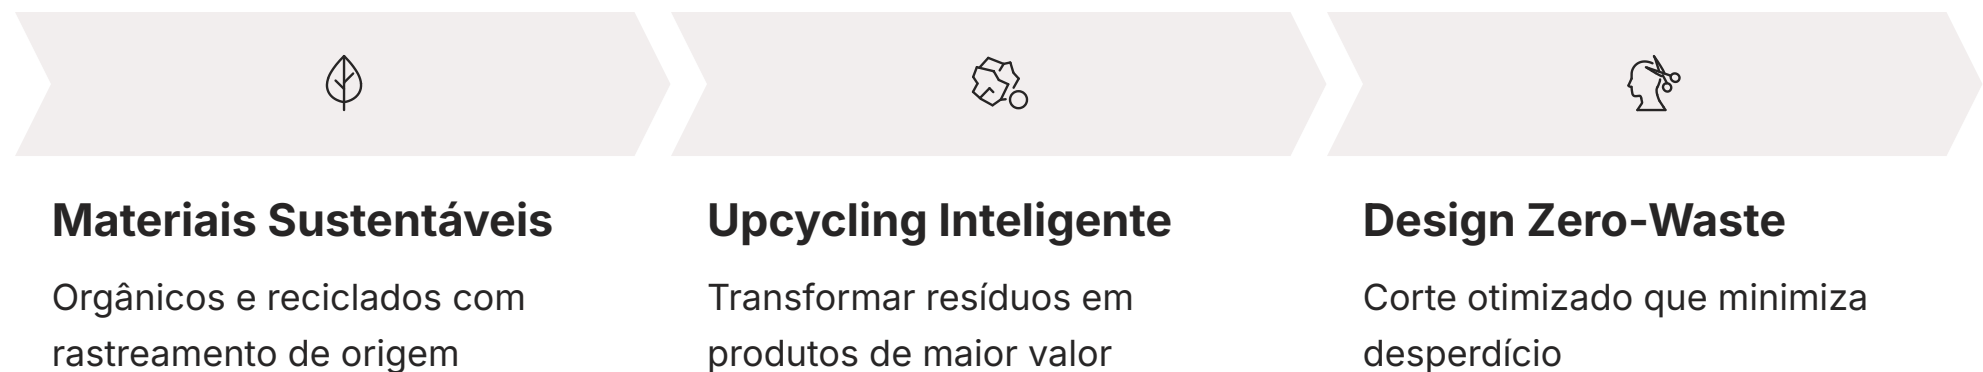 Materiais Sustentáveis
Orgânicos e reciclados com
rastreamento de origem
Upcycling Inteligente
Transformar resíduos em
produtos de maior valor
Design Zero-Waste
Corte otimizado que minimiza
desperdício